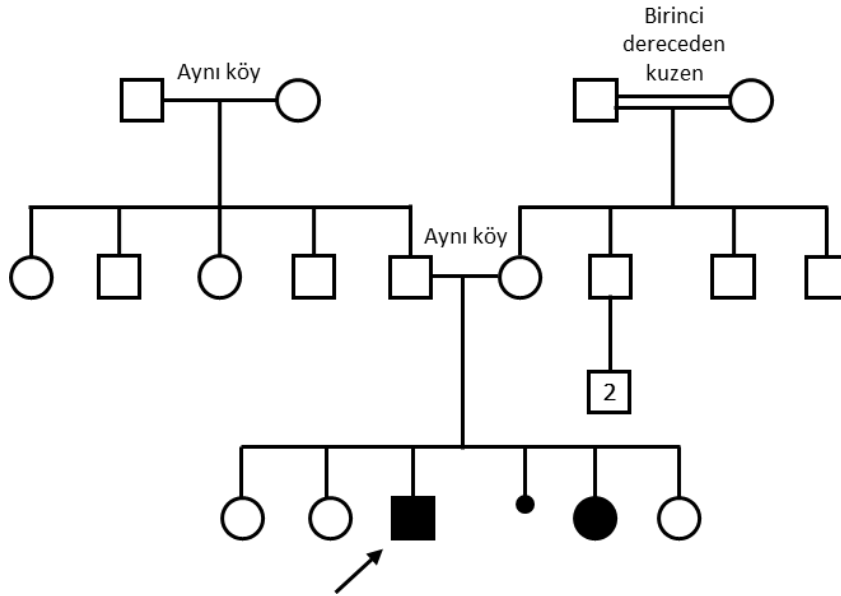 Aynı köy
Birinci
dereceden
kuzen
Aynı köy
2